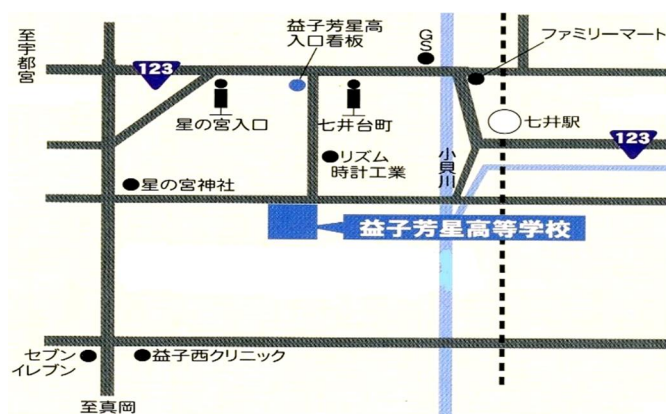 至宇都宮
益子芳星高
入口看板
GS
ファミリーマート
123
星の宮入口
七井台町
七井駅
123
リズム
時計工業
小貝川
星の宮神社
益子芳星高等学校
セブン
イレブン
益子西クリニック
至真岡